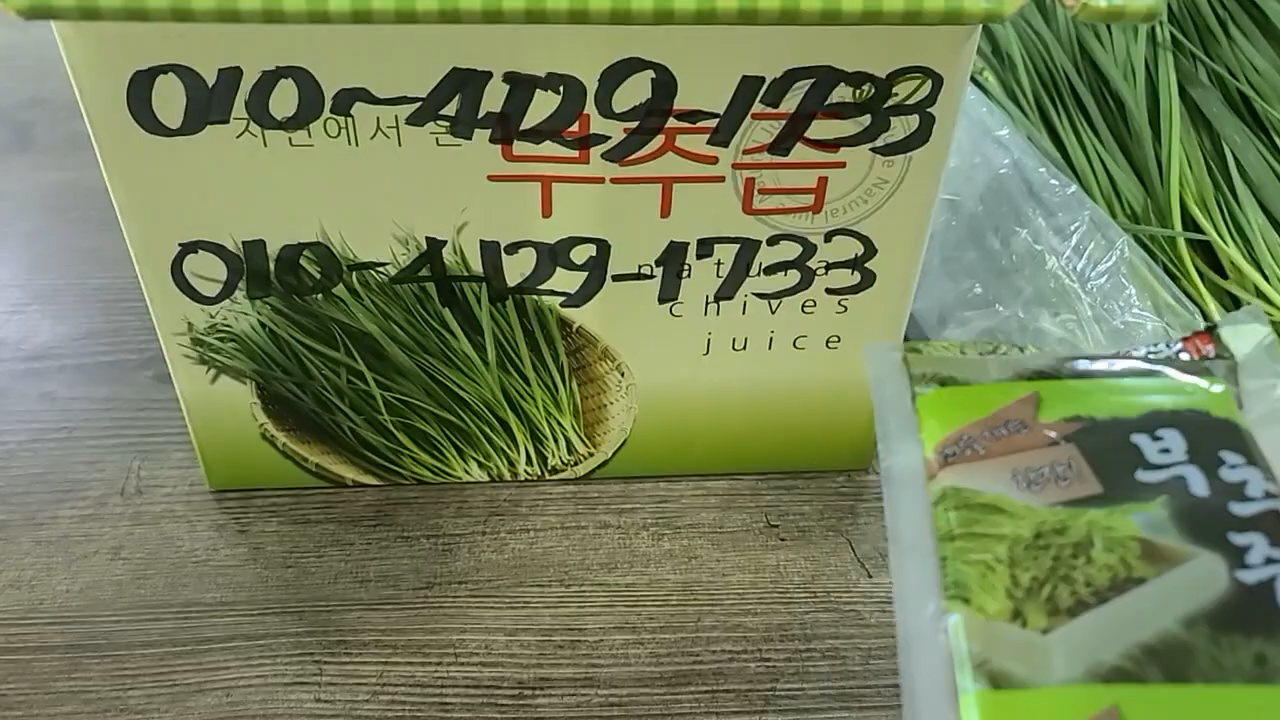 010-4129-1733
자연에서 온
부추즙
010-4129-1733
natural
chives
juice
부추